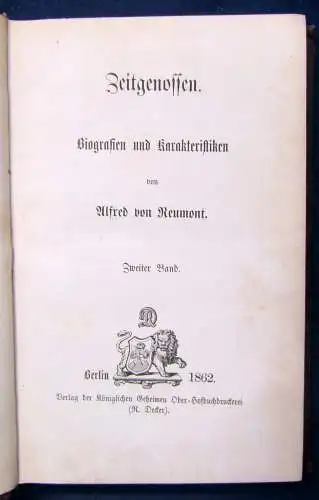 Zeitgenossen.
Biografien und Karakteristiken
von
Alfred von Reumont.
Zweiter Band.
Berlin 1862.
Verlag der Königlichen Geheimen Ober-Hofbuchdruckerei
(R. Decker).